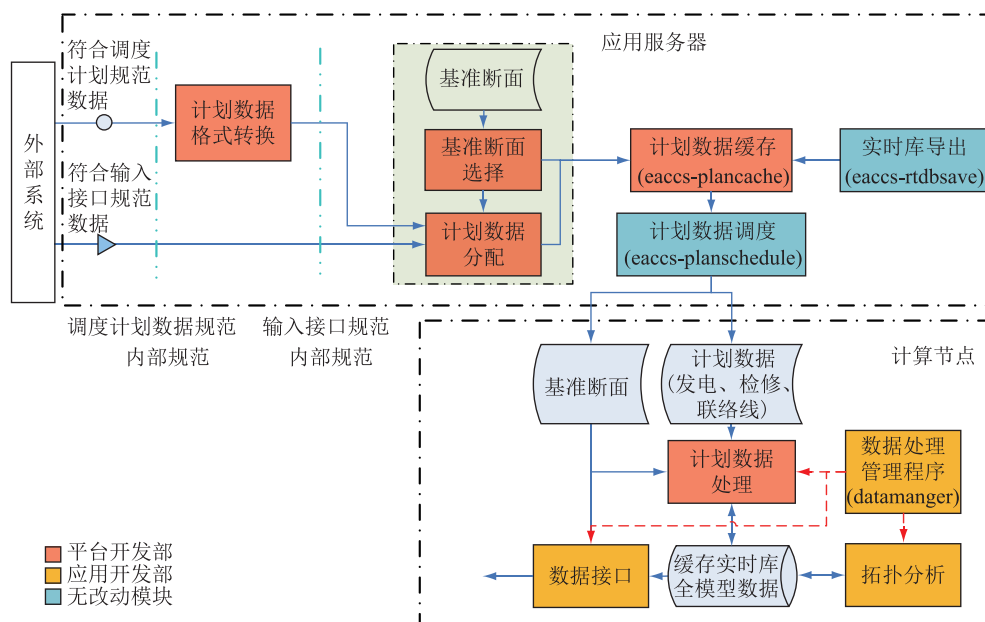 应用服务器
符合调度
计划规范
数据
外部系统
符合输入
接口规范
数据
计划数据
格式转换
基准断面
基准断面
选择
计划数据
分配
计划数据缓存
(eaccs-plancache)
实时库导出
(eaccs-rtdbsave)
计划数据调度
(eaccs-planschedule)
调度计划数据规范
内部规范
输入接口规范
内部规范
计算节点
基准断面
计划数据
(发电、检修、
联络线)
计划数据
处理
数据处理
管理程序
(datamanger)
数据接口
缓存实时库
全模型数据
拓扑分析
平台开发部
应用开发部
无改动模块